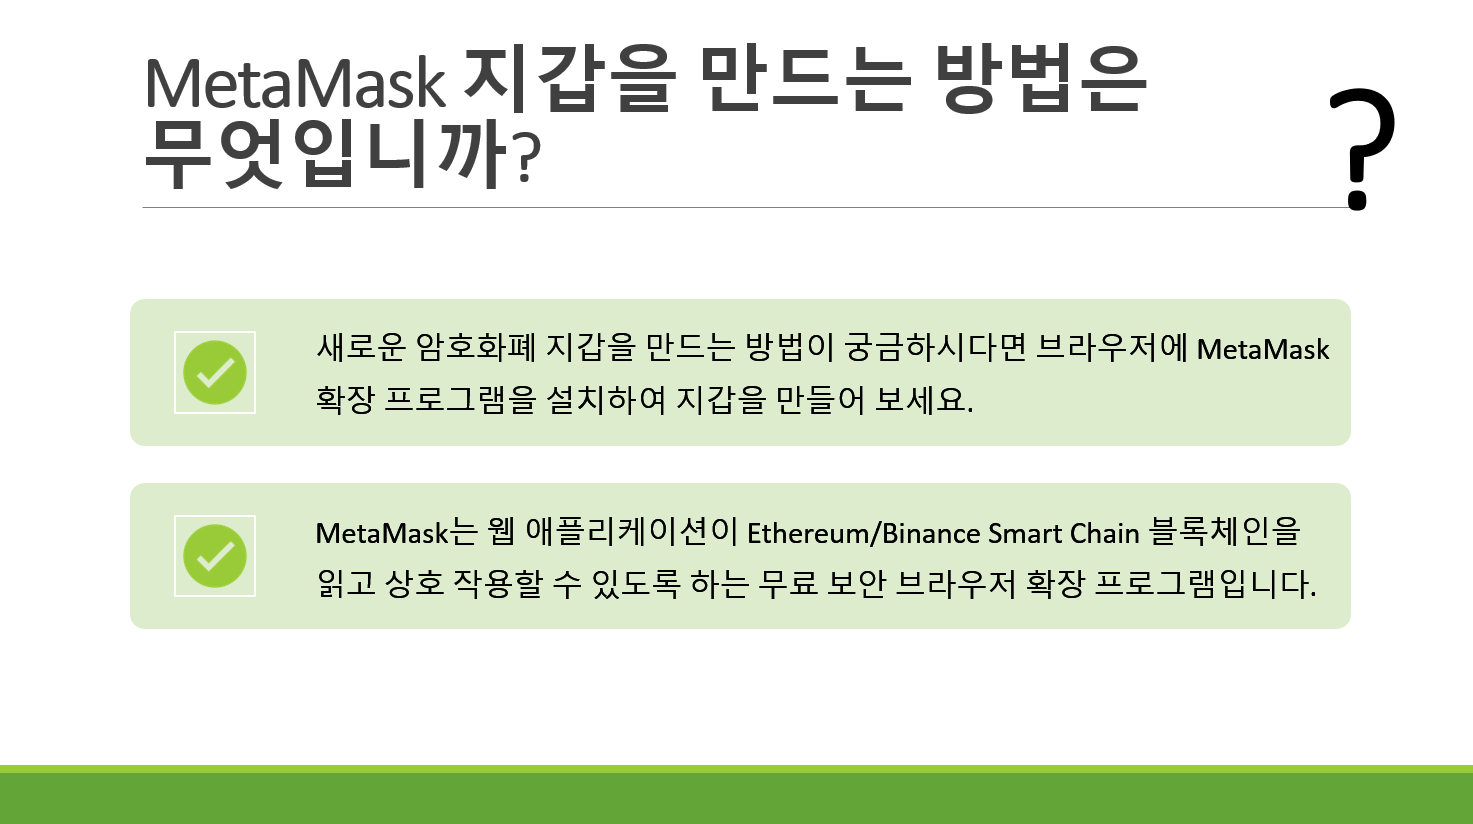 MetaMask 지갑을 만드는 방법은
무엇입니까?
?
새로운 암호화폐 지갑을 만드는 방법이 궁금하시다면 브라우저에 MetaMask
확장 프로그램을 설치하여 지갑을 만들어 보세요.
MetaMask는 웹 애플리케이션이 Ethereum/Binance Smart Chain 블록체인을
읽고 상호 작용할 수 있도록 하는 무료 보안 브라우저 확장 프로그램입니다.